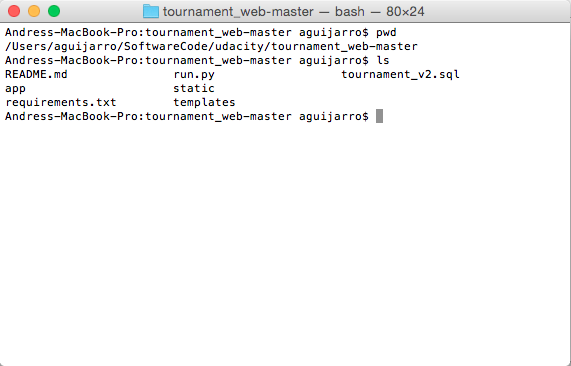 tournament_web-master — bash — 80×24
Andress-MacBook-Pro:tournament_web-master aguijarro$ pwd
/Users/aguijarro/SoftwareCode/udacity/tournament_web-master
Andress-MacBook-Pro:tournament_web-master aguijarro$ ls
README.md run.py tournament_v2.sql
app static
requirements.txt templates
Andress-MacBook-Pro:tournament_web-master aguijarro$